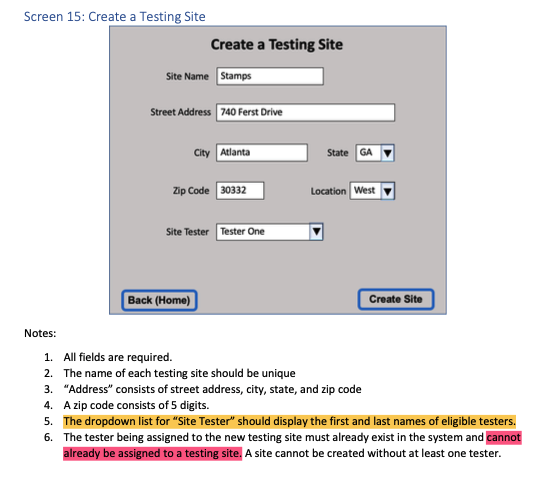 Screen 15: Create a Testing Site
Create a Testing Site
Site Name Stamps
Street Address 740 Ferst Drive
City Atlanta State GA
Zip Code 30332 Location West
Site Tester Tester One
Back (Home) Create Site
Notes:
1. All fields are required.
2. The name of each testing site should be unique
3. “Address” consists of street address, city, state, and zip code
4. A zip code consists of 5 digits.
5. The dropdown list for “Site Tester” should display the first and last names of eligible testers.
6. The tester being assigned to the new testing site must already exist in the system and cannot
already be assigned to a testing site. A site cannot be created without at least one tester.